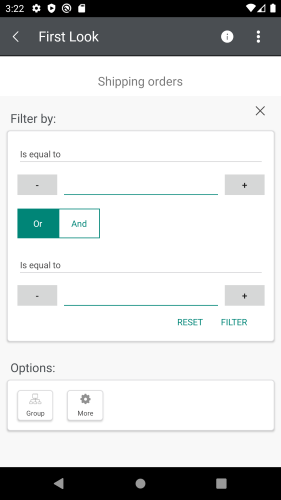 3:22
First Look
Shipping orders
Filter by:
Is equal to
- +
Or And
Is equal to
- +
RESET FILTER
Options:
Group More